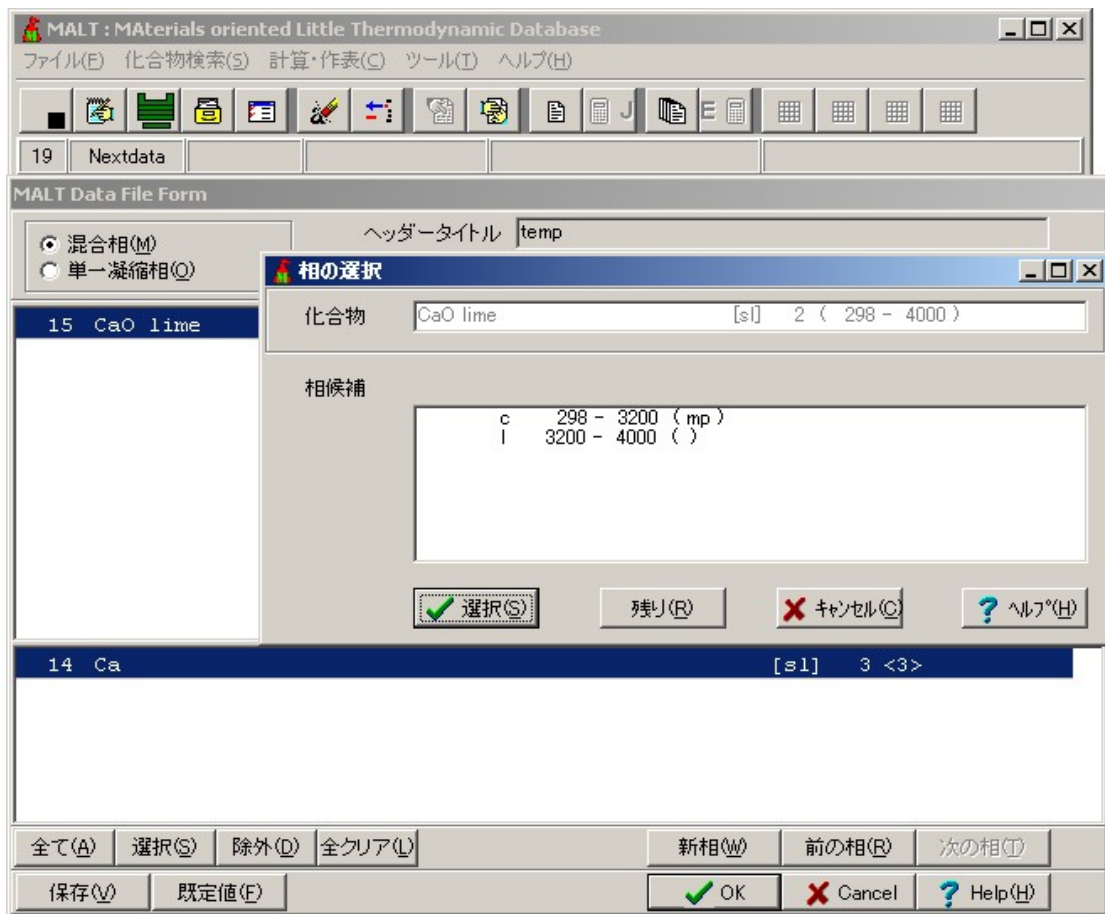 MALT : MAterials oriented Little Thermodynamic Database
ファイル(F) 化合物検索(S) 計算・作表(C) ツール(T) ヘルプ(H)
J E
19 Nextdata
MALT Data File Form
混合相(M)
単一凝縮相(O)
ヘッダータイトル temp
相の選択
化合物 CaO lime [sl] 2 ( 298 - 4000 )
15 CaO lime
相候補
c 298 - 3200 ( mp )
l 3200 - 4000 ( )
選択(S) 残り(R) キャンセル(C) ヘルプ(H)
14 Ca [sl] 3 <3>
全て(A) 選択(S) 除外(D) 全クリア(L) 新相(W) 前の相(R) 次の相(T)
保存(V) 既定値(F) OK Cancel Help(H)